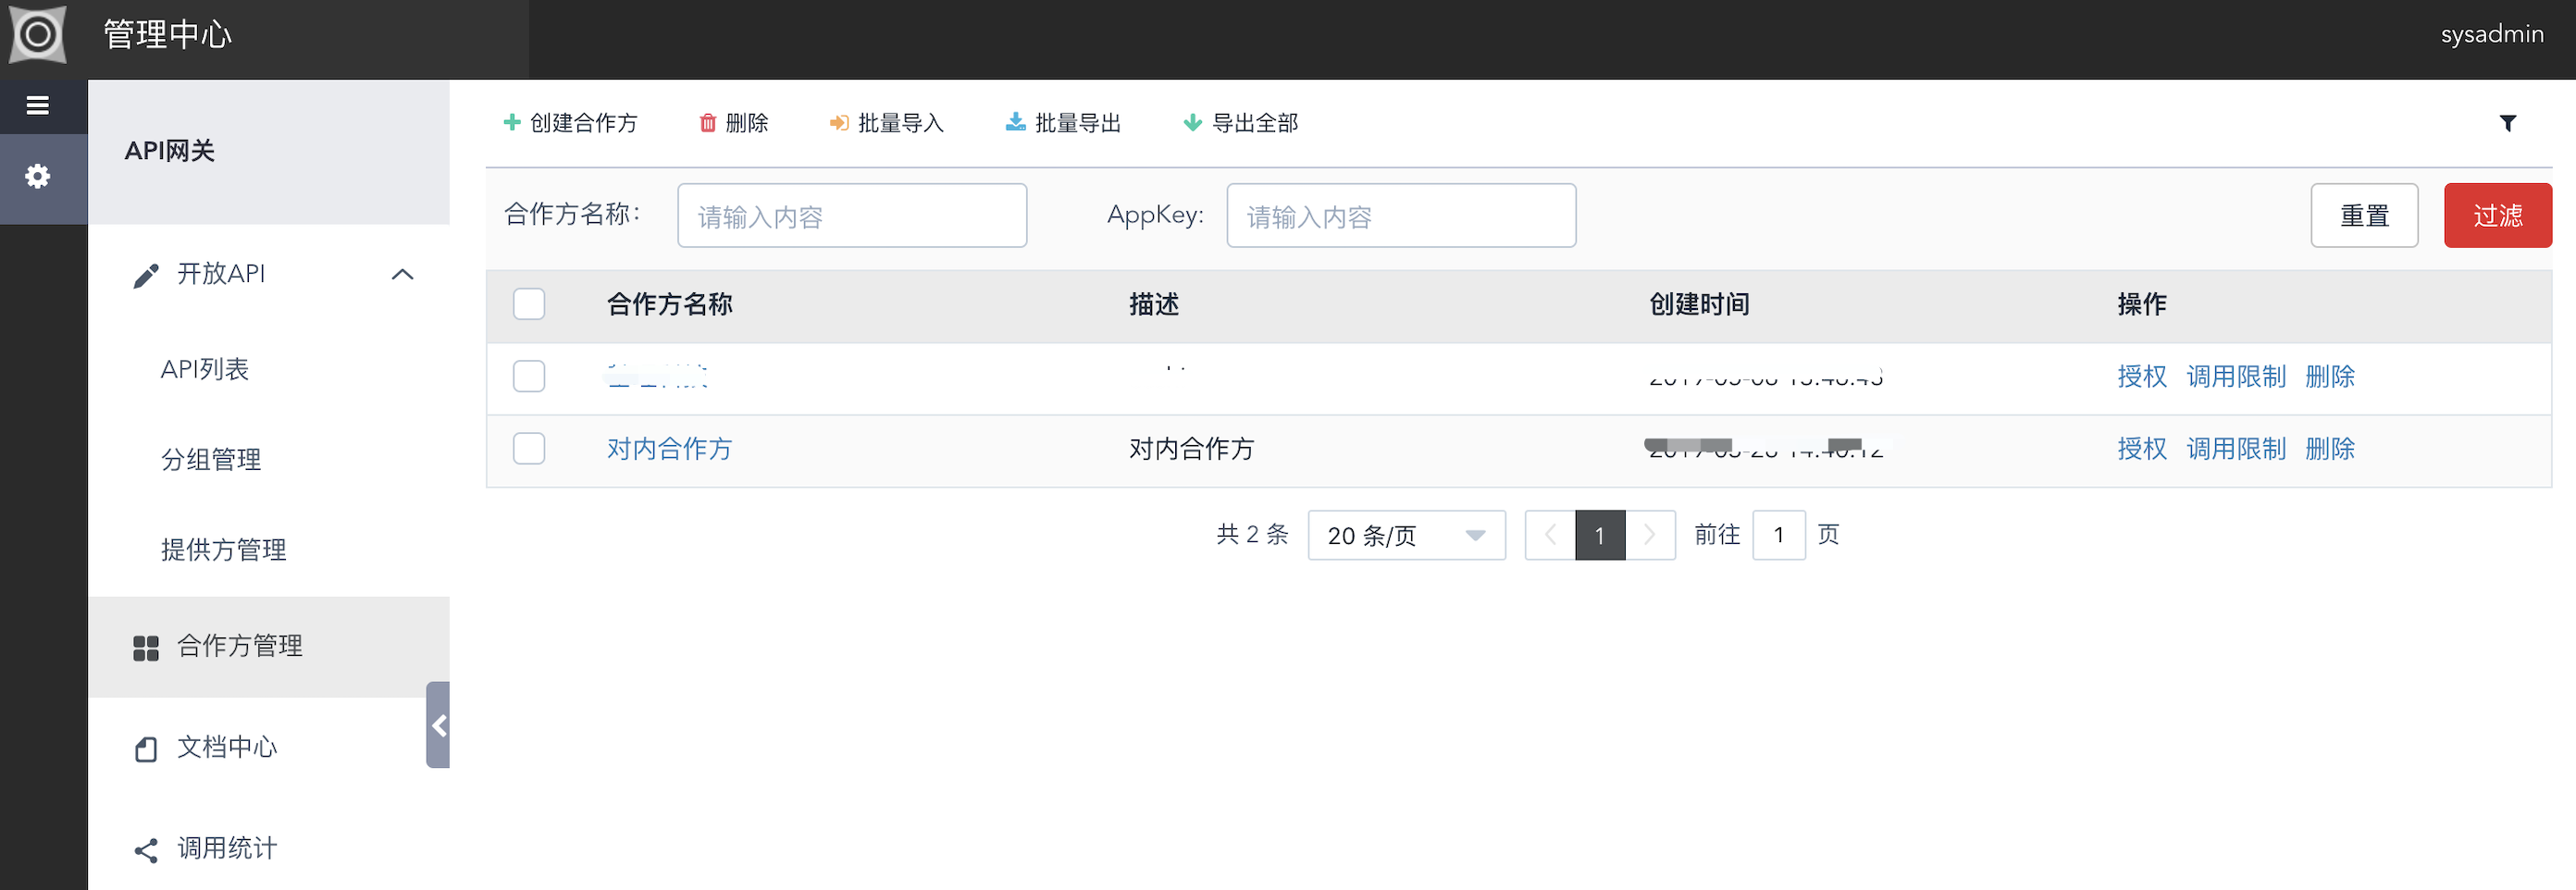 管理中心
sysadmin
API网关
开放API
API列表
分组管理
提供方管理
合作方管理
文档中心
调用统计
创建合作方 删除 批量导入 批量导出 导出全部
合作方名称: 请输入内容 AppKey: 请输入内容 重置 过滤
合作方名称 描述 创建时间 操作
授权 调用限制 删除
对内合作方 对内合作方 授权 调用限制 删除
共 2 条 20 条/页 1 前往 1 页